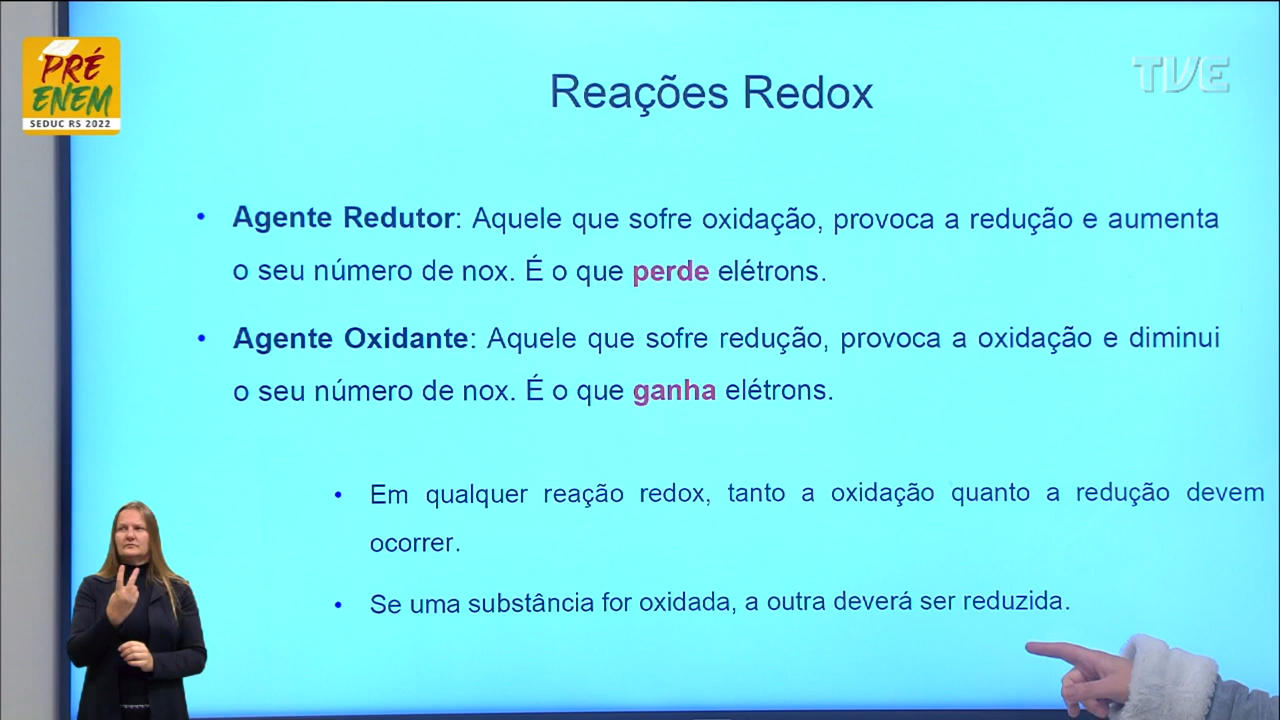 PRÉ
ENEM
SEDUC RS 2022
TVE
Reações Redox
• Agente Redutor: Aquele que sofre oxidação, provoca a redução e aumenta
o seu número de nox. É o que perde elétrons.
• Agente Oxidante: Aquele que sofre redução, provoca a oxidação e diminui
o seu número de nox. É o que ganha elétrons.
• Em qualquer reação redox, tanto a oxidação quanto a redução devem
ocorrer.
• Se uma substância for oxidada, a outra deverá ser reduzida.